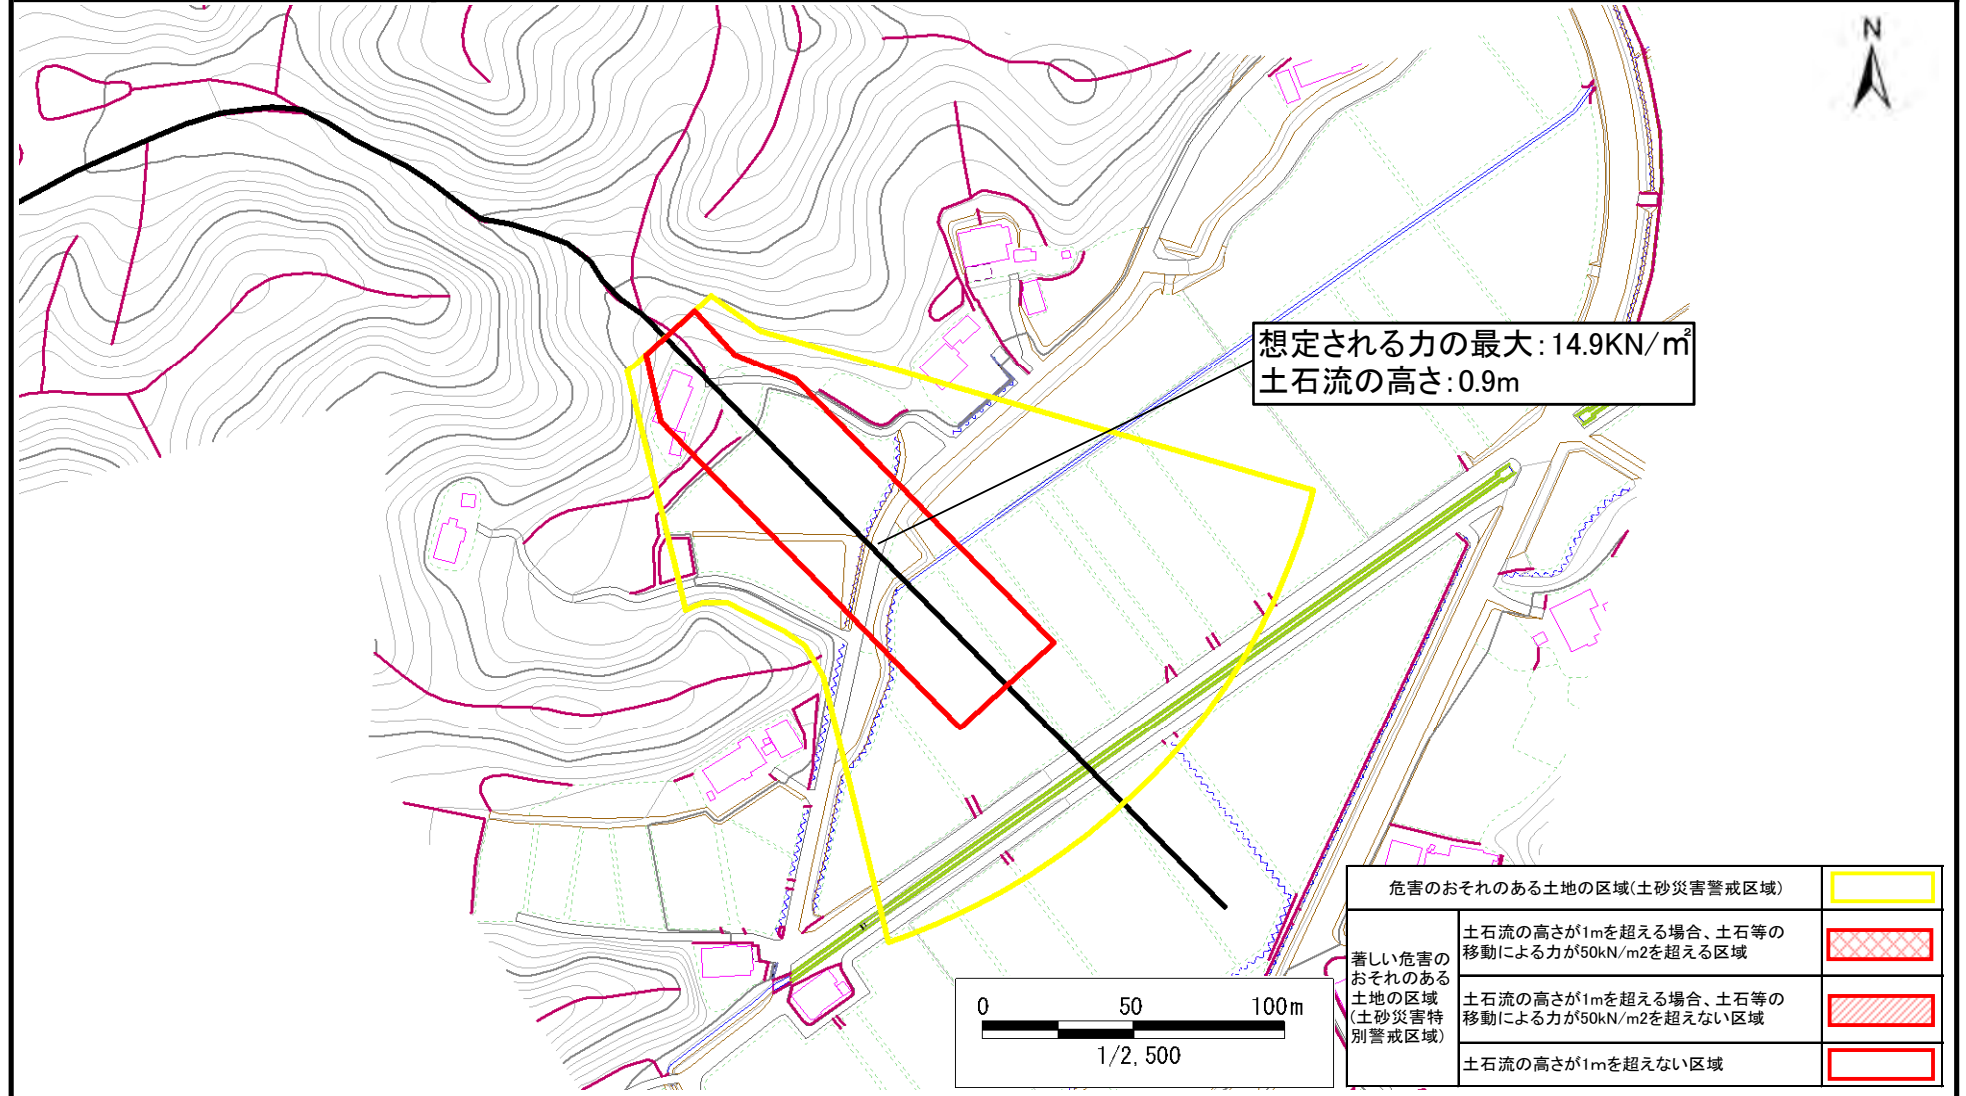 N
想定される力の最大:14.9KN/㎡
土石流の高さ:0.9m
危害のおそれのある土地の区域(土砂災害警戒区域)
著しい危害の
おそれのある
土地の区域
(土砂災害特
別警戒区域)
土石流の高さが1mを超える場合、土石等の
移動による力が50kN/m2を超える区域
土石流の高さが1mを超える場合、土石等の
移動による力が50kN/m2を超えない区域
土石流の高さが1mを超えない区域
0 50 100m
1/2,500